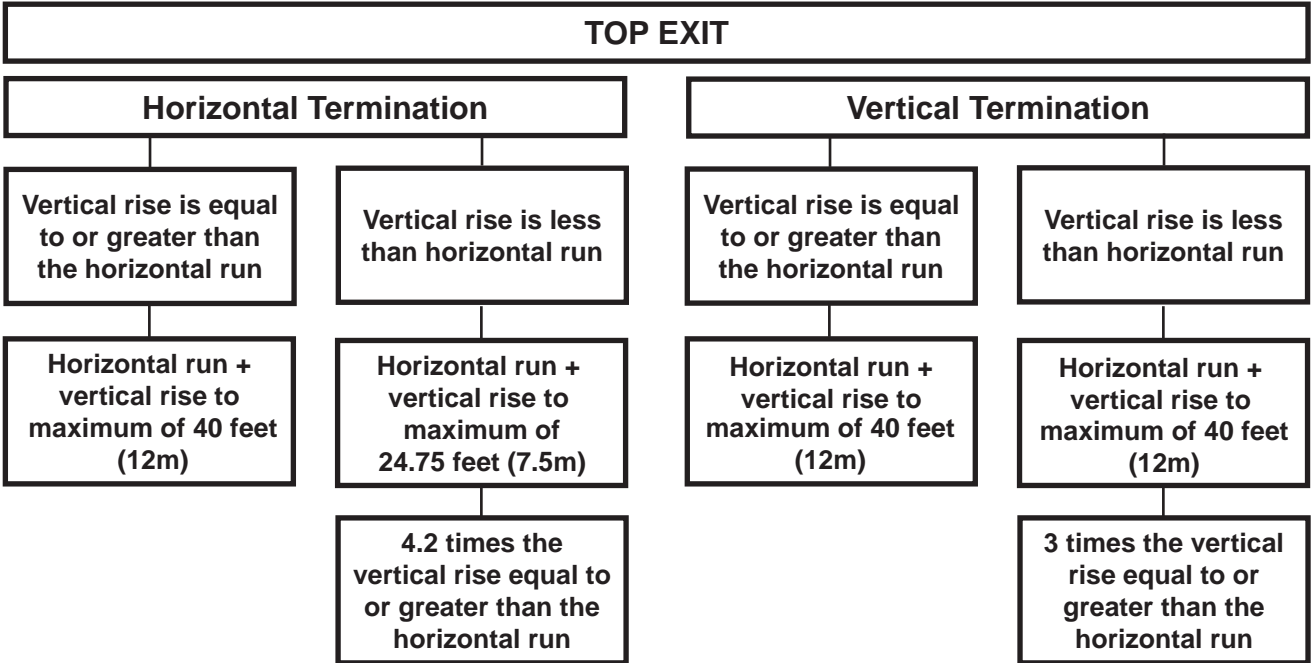 TOP EXIT
Horizontal Termination
Vertical Termination
Vertical rise is equal
to or greater than
the horizontal run
Vertical rise is less
than horizontal run
Vertical rise is equal
to or greater than
the horizontal run
Vertical rise is less
than horizontal run
Horizontal run +
vertical rise to
maximum of 40 feet
(12m)
Horizontal run +
vertical rise to
maximum of
24.75 feet (7.5m)
Horizontal run +
vertical rise to
maximum of 40 feet
(12m)
Horizontal run +
vertical rise to
maximum of 40 feet
(12m)
4.2 times the
vertical rise equal to
or greater than the
horizontal run
3 times the vertical
rise equal to or
greater than the
horizontal run